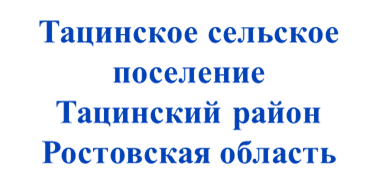 Тацинское сельское
поселение
Тацинский район
Ростовская область